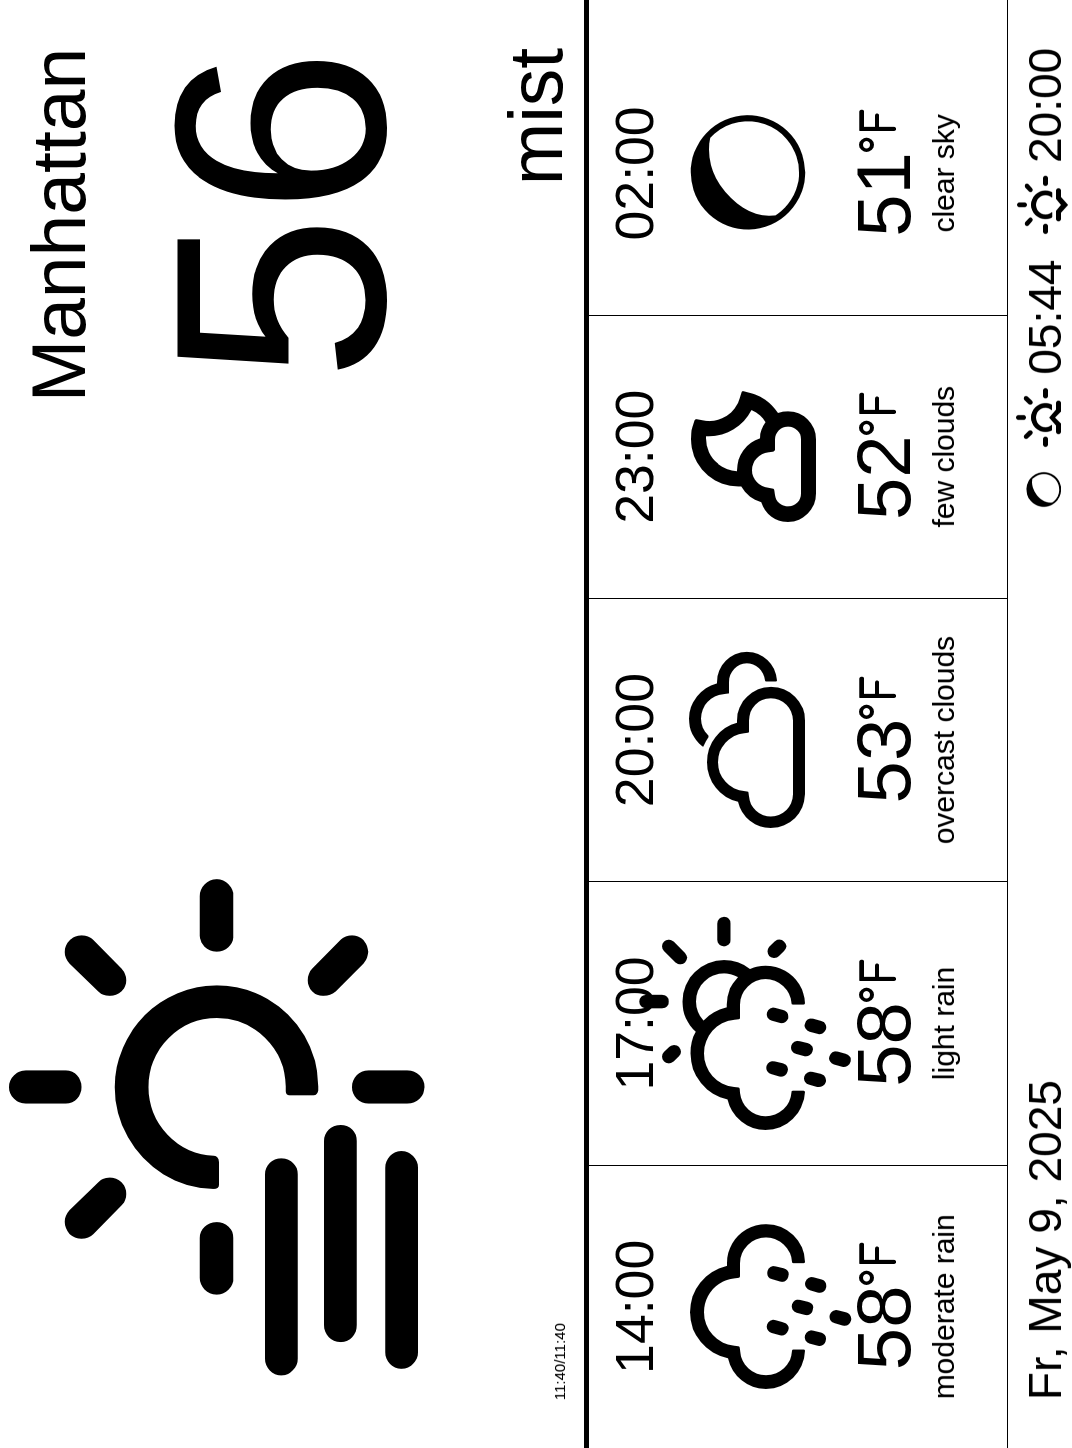 Manhattan
56
mist
11:40/11:40
14:00 17:00 20:00 23:00 02:00
58°F 58°F 53°F 52°F 51°F
moderate rain light rain overcast clouds few clouds clear sky
Fr, May 9, 2025 05:44 20:00